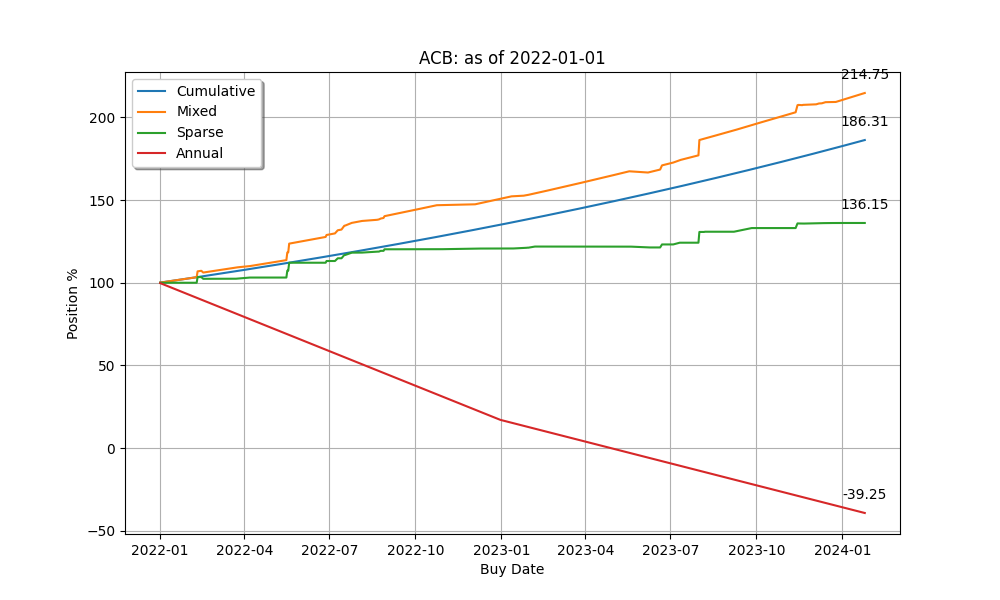 ACB: as of 2022-01-01
Cumulative
Mixed
Sparse
Annual
214.75
186.31
136.15
-39.25
200
150
100
50
0
−50
Position %
2022-01 2022-04 2022-07 2022-10 2023-01 2023-04 2023-07 2023-10 2024-01
Buy Date